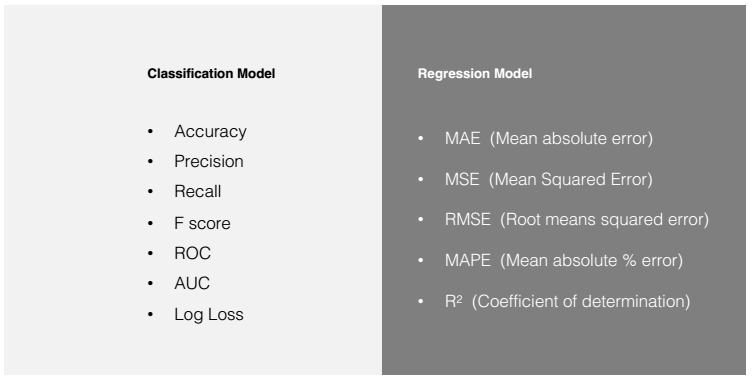 Classification Model
• Accuracy
• Precision
• Recall
• F score
• ROC
• AUC
• Log Loss
Regression Model
• MAE (Mean absolute error)
• MSE (Mean Squared Error)
• RMSE (Root means squared error)
• MAPE (Mean absolute % error)
• R² (Coefficient of determination)